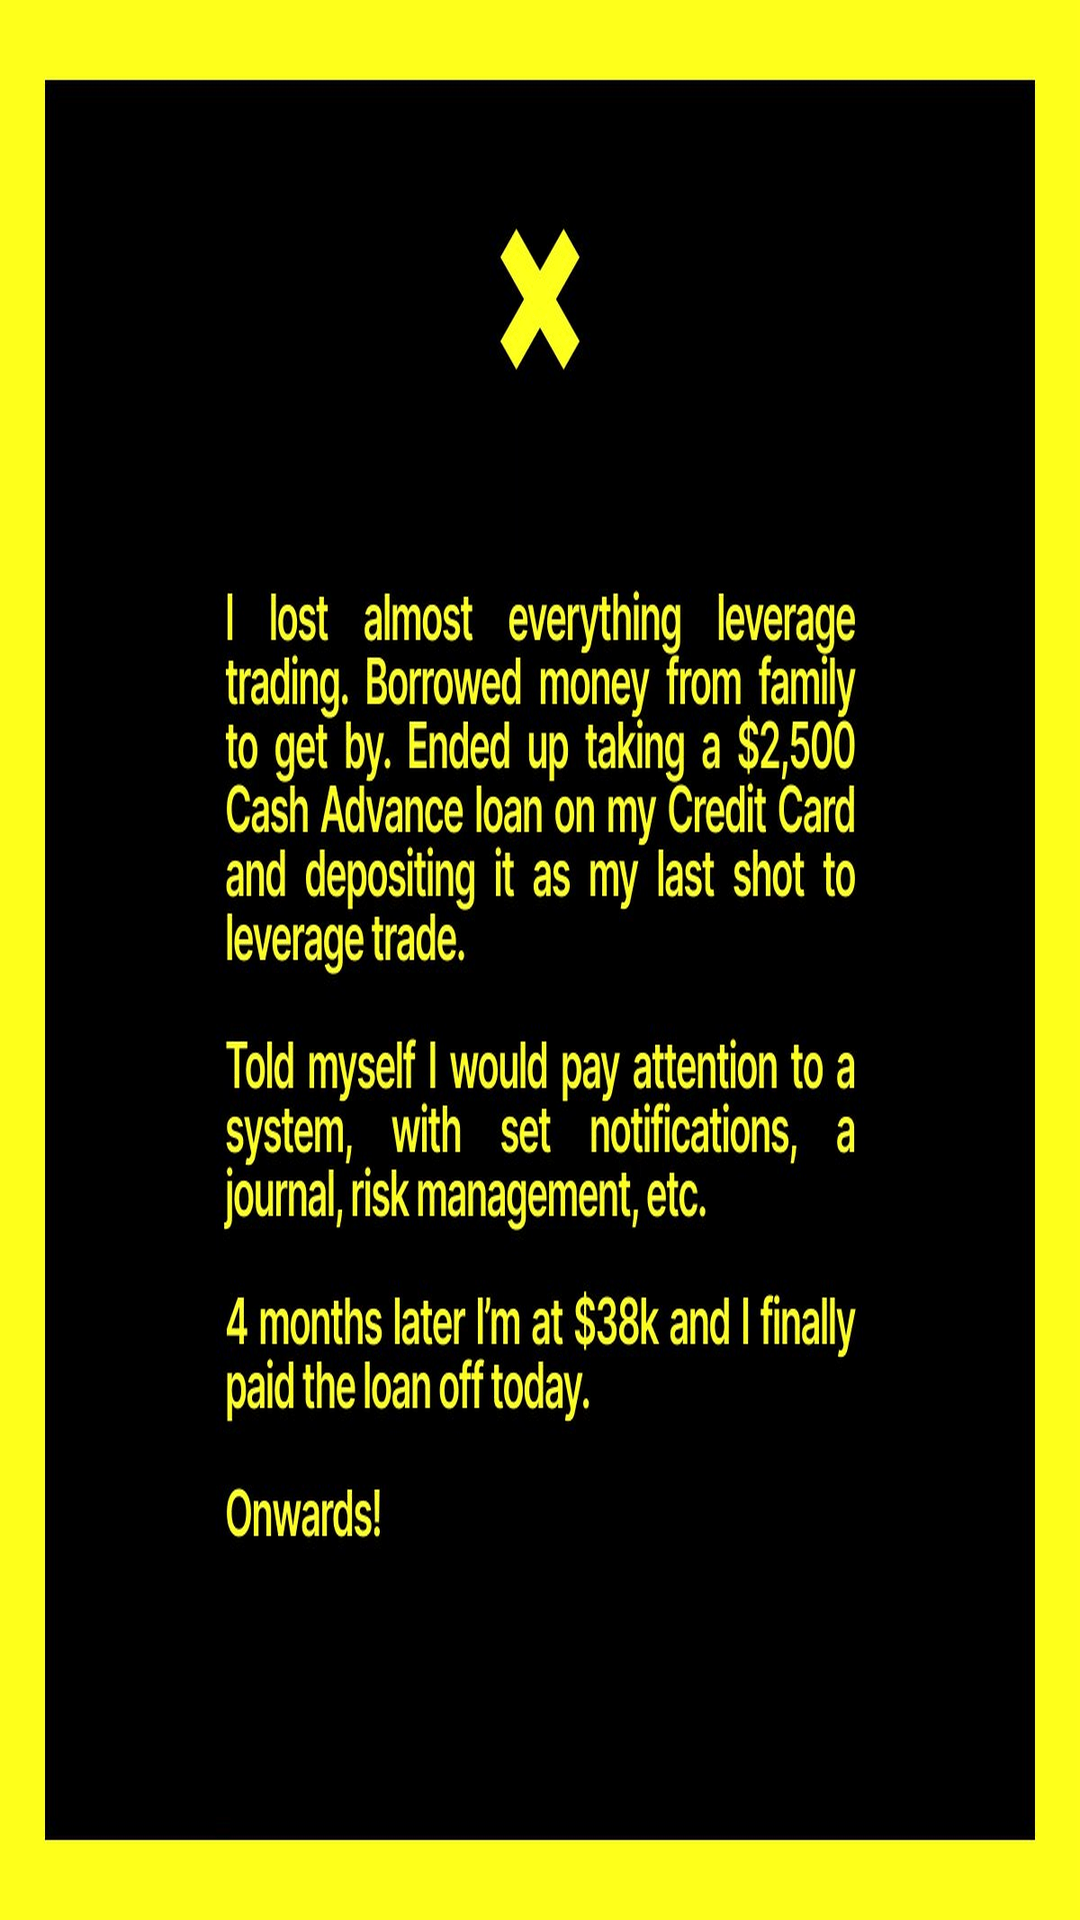 X
I lost almost everything leverage
trading. Borrowed money from family
to get by. Ended up taking a $2,500
Cash Advance loan on my Credit Card
and depositing it as my last shot to
leverage trade.
Told myself I would pay attention to a
system, with set notifications, a
journal, risk management, etc.
4 months later I’m at $38k and I finally
paid the loan off today.
Onwards!